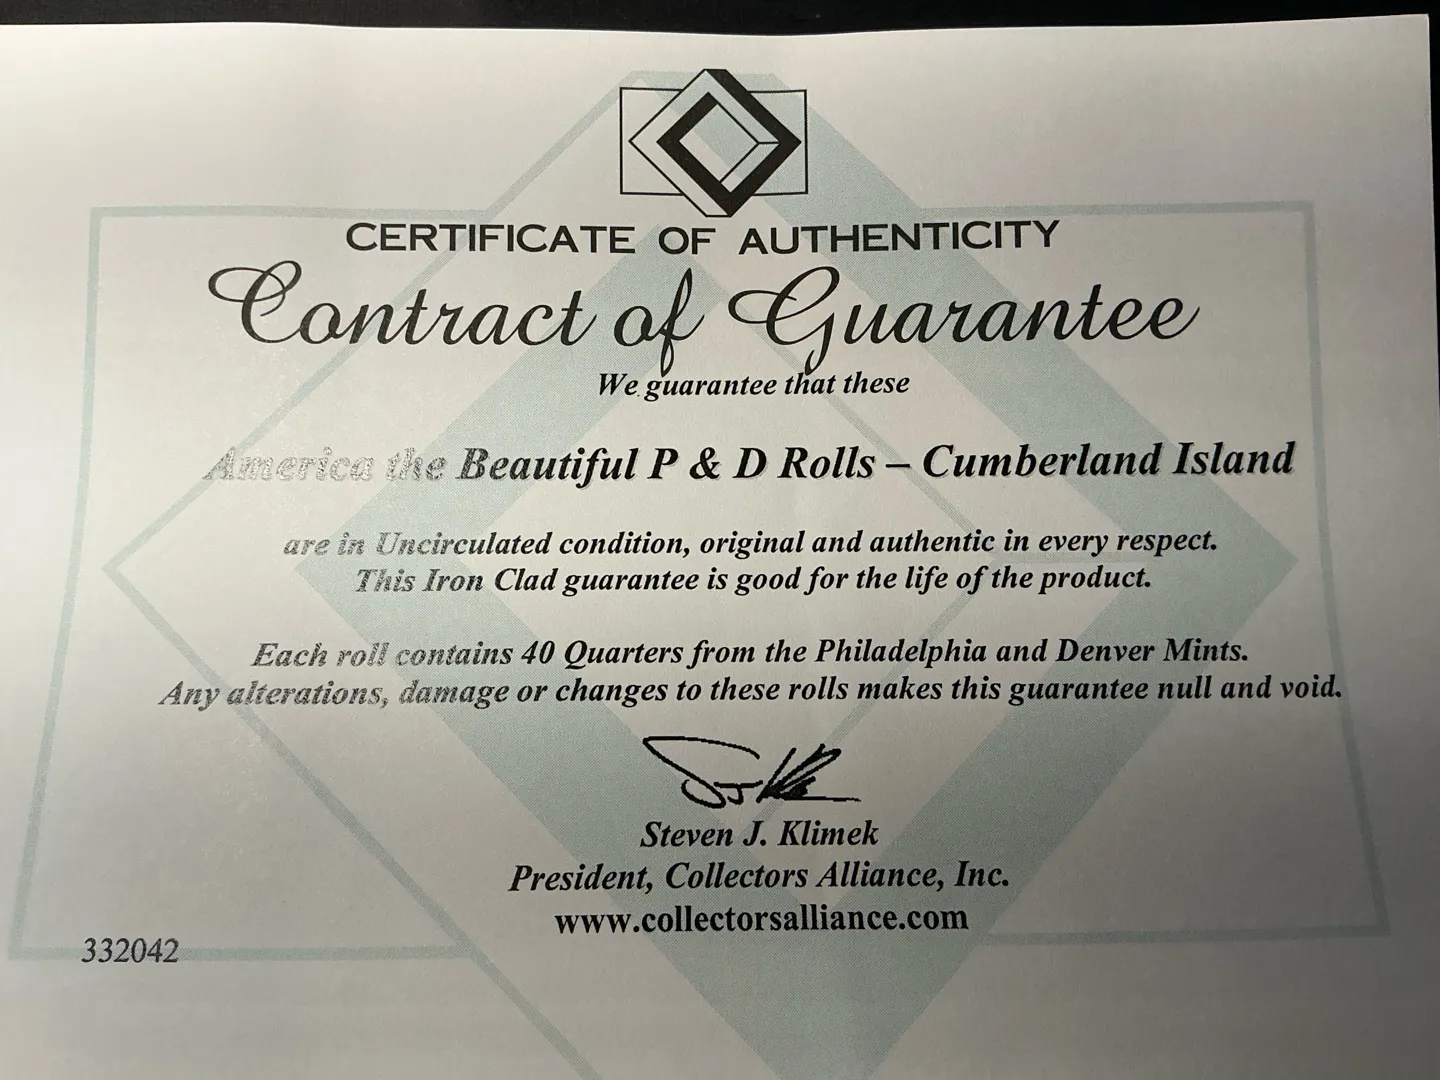 CERTIFICATE OF AUTHENTICITY
Contract of Guarantee
We guarantee that these
America the Beautiful P & D Rolls – Cumberland Island
are in Uncirculated condition, original and authentic in every respect.
This Iron Clad guarantee is good for the life of the product.
Each roll contains 40 Quarters from the Philadelphia and Denver Mints.
Any alterations, damage or changes to these rolls makes this guarantee null and void.
Steven J. Klimek
President, Collectors Alliance, Inc.
www.collectorsalliance.com
332042